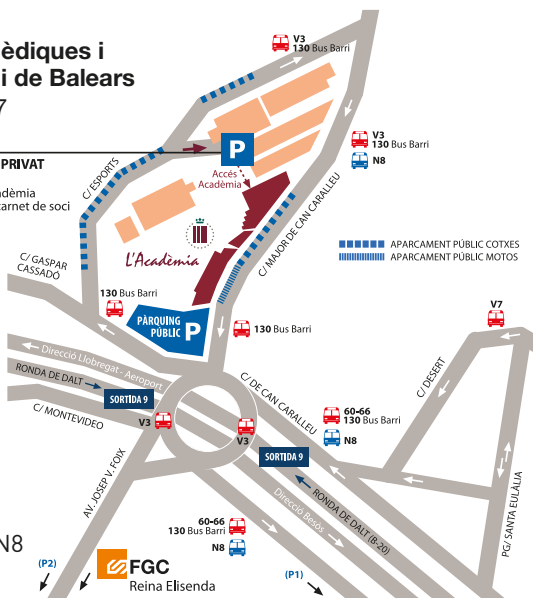 èdiques i
i de Balears
7
V3
130 Bus Barri
PRIVAT
adèmia
carnet de soci
P
Accés
Acadèmia
C/ ESPORTS
V3
130 Bus Barri
N8
C/ MAJOR DE CAN CARALLEU
L'Acadèmia
APARCAMENT PÚBLIC COTXES
APARCAMENT PÚBLIC MOTOS
C/ GASPAR
CASSADÓ
130 Bus Barri
PÀRQUING
PÚBLIC P
130 Bus Barri
V7
Direcció Llobregat - Aeroport
RONDA DE DALT
SORTIDA 9
C/ MONTEVIDEO
V3
V3
C/ DE CAN CARALLEU
C/ DESERT
60-66
130 Bus Barri
N8
SORTIDA 9
RONDA DE DALT (B-20)
Direcció Besòs
PG/ SANTA EULÀLIA
AV. JOSEP V. FOIX
60-66
130 Bus Barri
N8
N8
(P2)
FGC
Reina Elisenda
(P1)